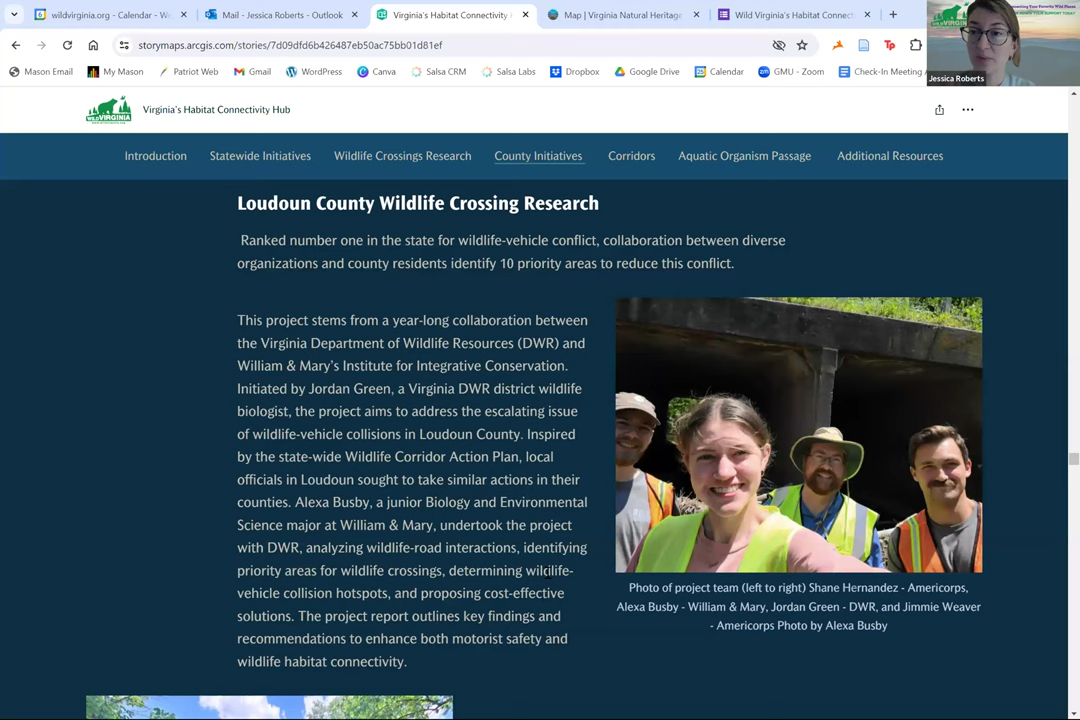 wildvirginia.org - Calendar - We
Mail - Jessica Roberts - Outlook
Virginia's Habitat Connectivity
Map | Virginia Natural Heritage
Wild Virginia's Habitat Connect
storymaps.arcgis.com/stories/7d09dfd6b426487eb50ac75bb01d81ef
Mason Email
My Mason
Patriot Web
Gmail
WordPress
Canva
Salsa CRM
Salsa Labs
Dropbox
Google Drive
Calendar
GMU - Zoom
Check-In Meeting
Jessica Roberts
WILD VIRGINIA
Virginia's Habitat Connectivity Hub
Introduction
Statewide Initiatives
Wildlife Crossings Research
County Initiatives
Corridors
Aquatic Organism Passage
Additional Resources
Loudoun County Wildlife Crossing Research
Ranked number one in the state for wildlife-vehicle conflict, collaboration between diverse
organizations and county residents identify 10 priority areas to reduce this conflict.
This project stems from a year-long collaboration between
the Virginia Department of Wildlife Resources (DWR) and
William & Mary's Institute for Integrative Conservation.
Initiated by Jordan Green, a Virginia DWR district wildlife
biologist, the project aims to address the escalating issue
of wildlife-vehicle collisions in Loudoun County. Inspired
by the state-wide Wildlife Corridor Action Plan, local
officials in Loudoun sought to take similar actions in their
counties. Alexa Busby, a junior Biology and Environmental
Science major at William & Mary, undertook the project
with DWR, analyzing wildlife-road interactions, identifying
priority areas for wildlife crossings, determining wildlife-
vehicle collision hotspots, and proposing cost-effective
solutions. The project report outlines key findings and
recommendations to enhance both motorist safety and
wildlife habitat connectivity.
Photo of project team (left to right) Shane Hernandez - Americorps,
Alexa Busby - William & Mary, Jordan Green - DWR, and Jimmie Weaver
- Americorps Photo by Alexa Busby